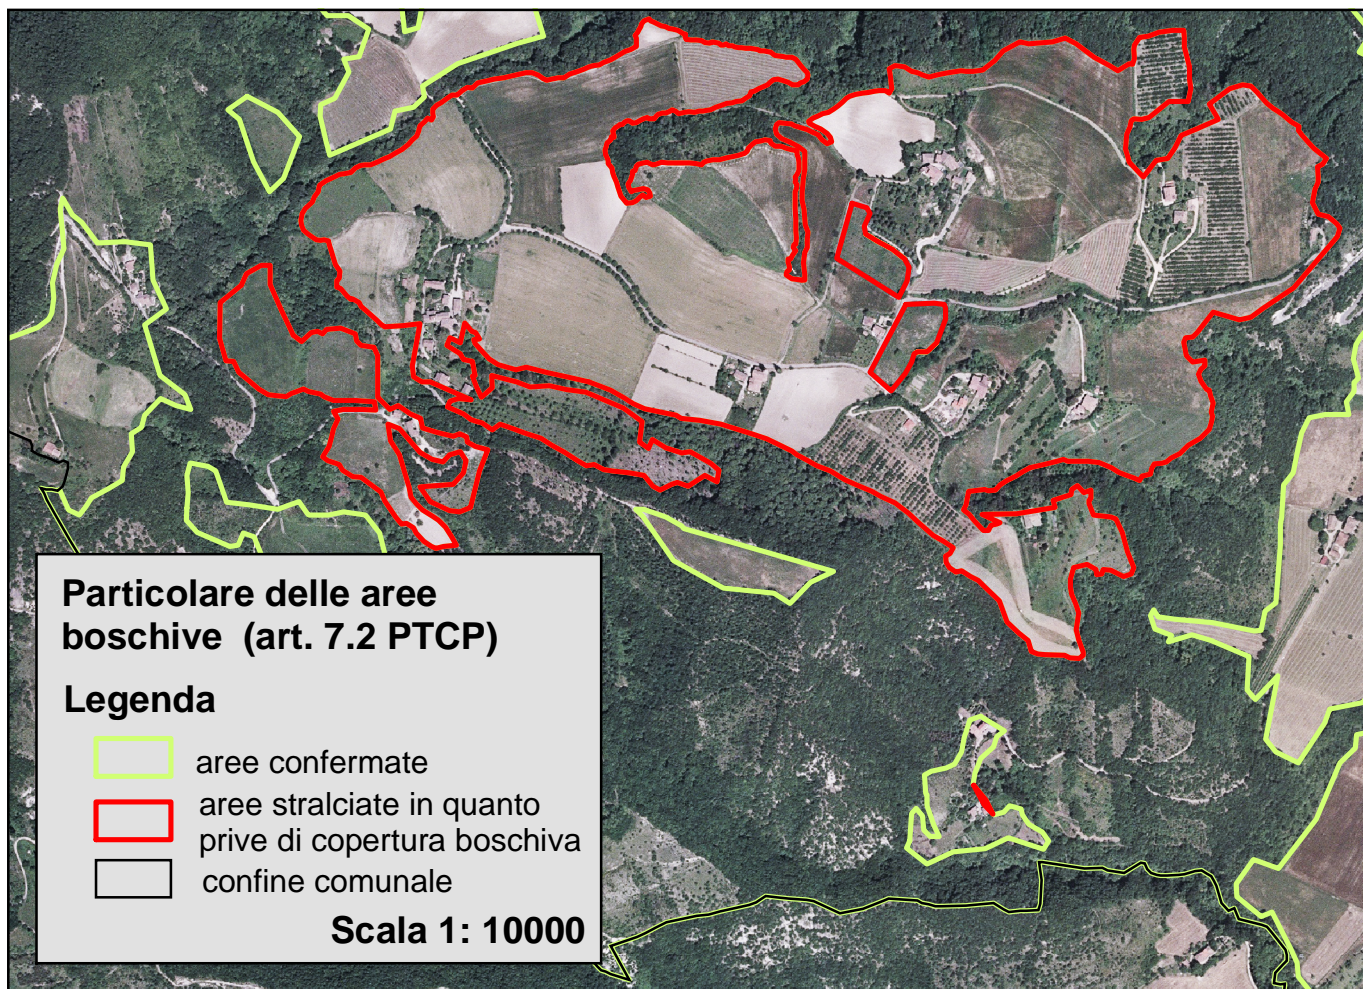 Particolare delle aree
boschive (art. 7.2 PTCP)
Legenda
aree confermate
aree stralciate in quanto
prive di copertura boschiva
confine comunale
Scala 1: 10000